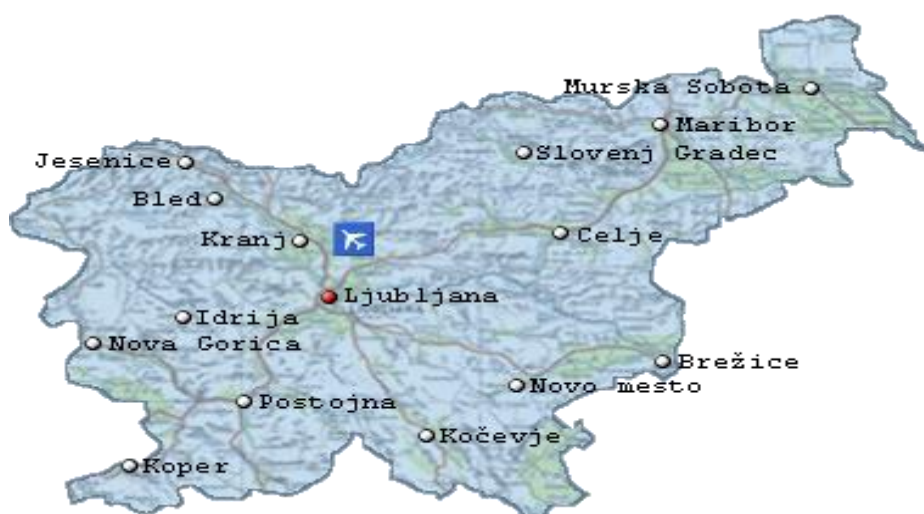 Murska Sobota
Maribor
Slovenj Gradec
Jesenice
Bled
Kranj
Celje
Ljubljana
Idrija
Nova Gorica
Brežice
Novo mesto
Postojna
Kočevje
Koper